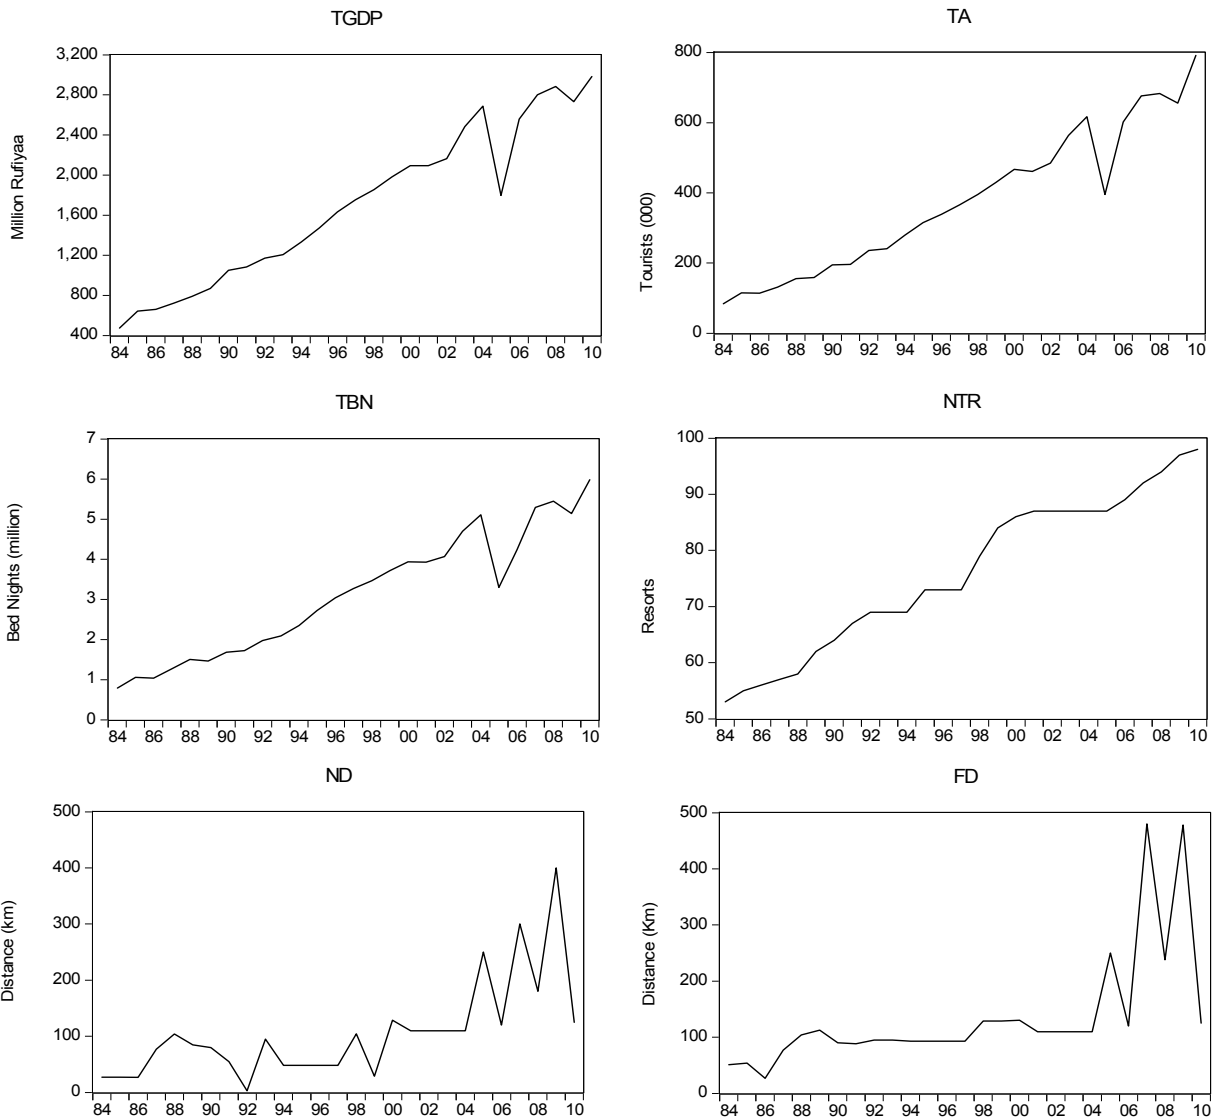 TGDP
Million Rufiyaa
3,200
2,800
2,400
2,000
1,600
1,200
800
400
84 86 88 90 92 94 96 98 00 02 04 06 08 10
TA
Tourists (000)
800
600
400
200
0
84 86 88 90 92 94 96 98 00 02 04 06 08 10
TBN
Bed Nights (million)
7
6
5
4
3
2
1
0
84 86 88 90 92 94 96 98 00 02 04 06 08 10
NTR
Resorts
100
90
80
70
60
50
84 86 88 90 92 94 96 98 00 02 04 06 08 10
ND
Distance (km)
500
400
300
200
100
0
84 86 88 90 92 94 96 98 00 02 04 06 08 10
FD
Distance (Km)
500
400
300
200
100
0
84 86 88 90 92 94 96 98 00 02 04 06 08 10